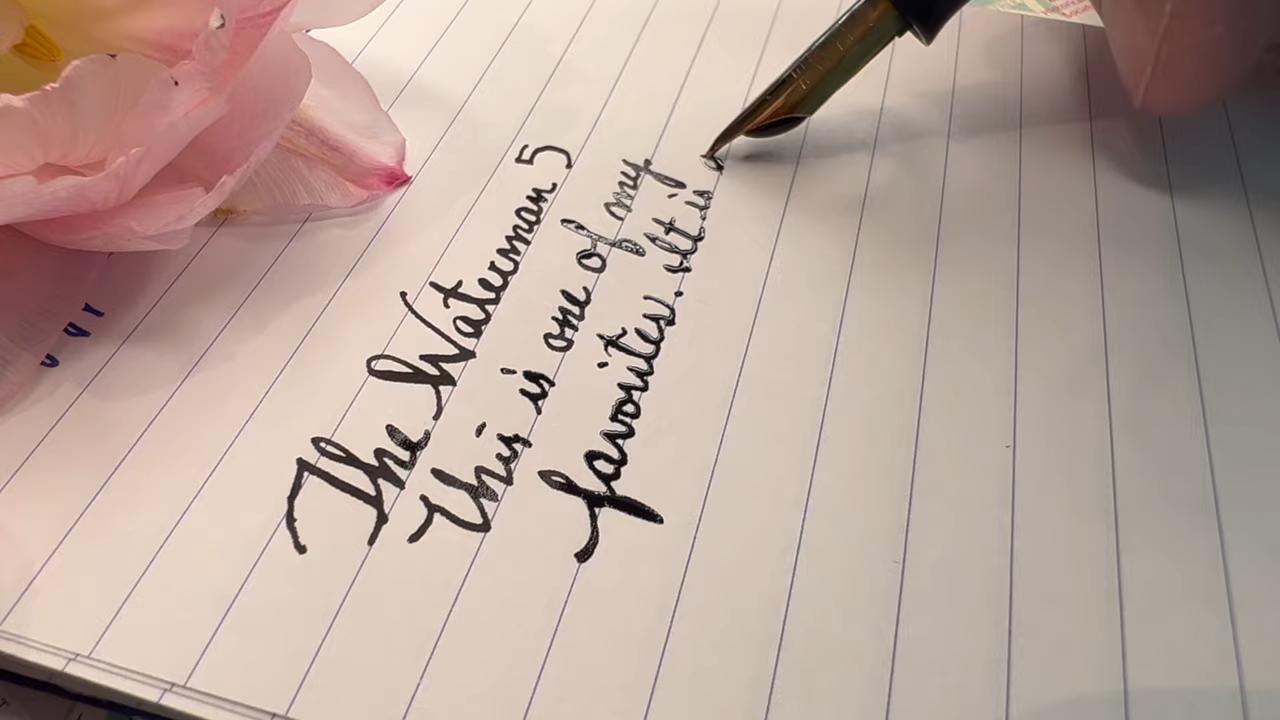 The Waterman 5
This is one of my
favorites. It is